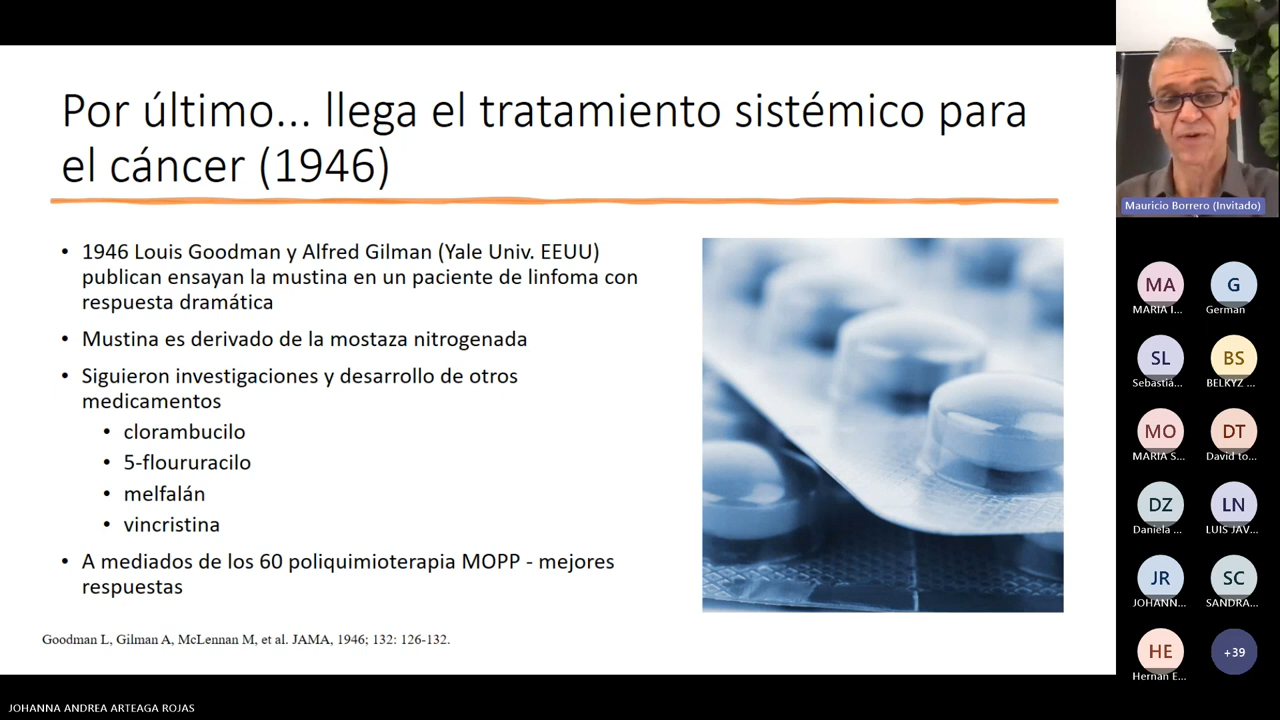 Por último... llega el tratamiento sistémico para
el cáncer (1946)
• 1946 Louis Goodman y Alfred Gilman (Yale Univ. EEUU)
publican ensayan la mustina en un paciente de linfoma con
respuesta dramática
• Mustina es derivado de la mostaza nitrogenada
• Siguieron investigaciones y desarrollo de otros
medicamentos
• clorambucilo
• 5-floururacilo
• melfalán
• vincristina
• A mediados de los 60 poliquimioterapia MOPP - mejores
respuestas
Goodman L, Gilman A, McLennan M, et al. JAMA, 1946; 132: 126-132.
Mauricio Borrero (Invitado)
MA
MARIA I...
G
German
SL
Sebastiá...
BS
BELKYZ ...
MO
MARIA S...
DT
David to...
DZ
Daniela ...
LN
LUIS JAV...
JR
JOHANN...
SC
SANDRA...
HE
Hernan E...
+39
JOHANNA ANDREA ARTEAGA ROJAS